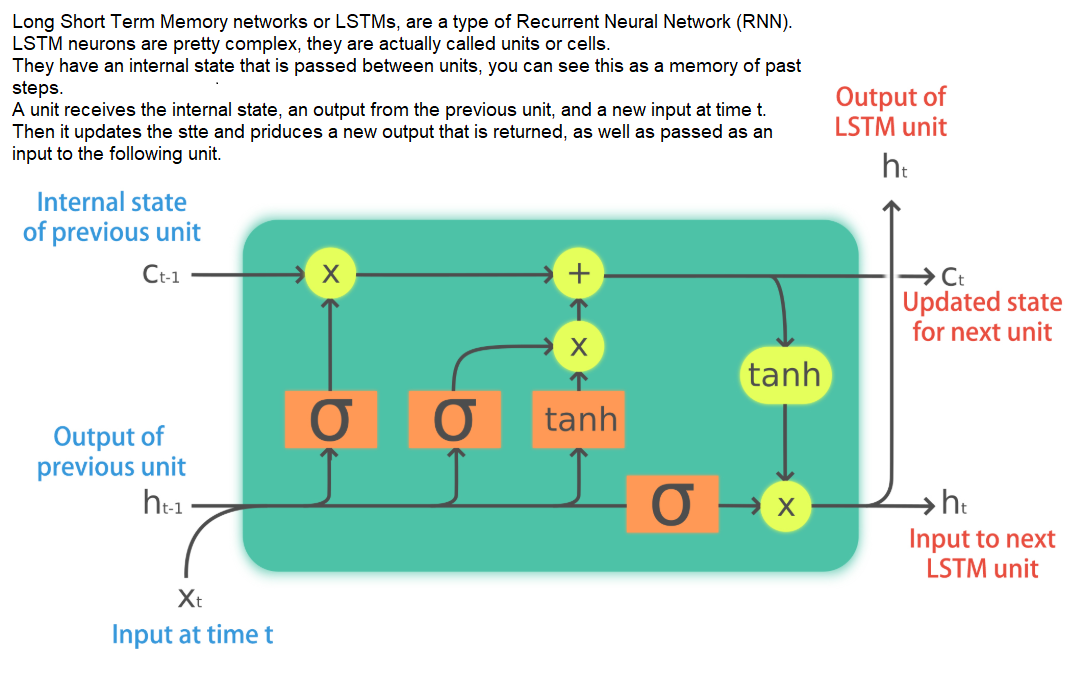 Long Short Term Memory networks or LSTMs, are a type of Recurrent Neural Network (RNN).
LSTM neurons are pretty complex, they are actually called units or cells.
They have an internal state that is passed between units, you can see this as a memory of past
steps.
A unit receives the internal state, an output from the previous unit, and a new input at time t.
Then it updates the stte and priduces a new output that is returned, as well as passed as an
input to the following unit.
Output of
LSTM unit
ht
Internal state
of previous unit
Ct-1
x
+
Ct
Updated state
for next unit
x
tanh
σ
σ
tanh
Output of
previous unit
ht-1
σ
x
ht
Input to next
LSTM unit
Xt
Input at time t